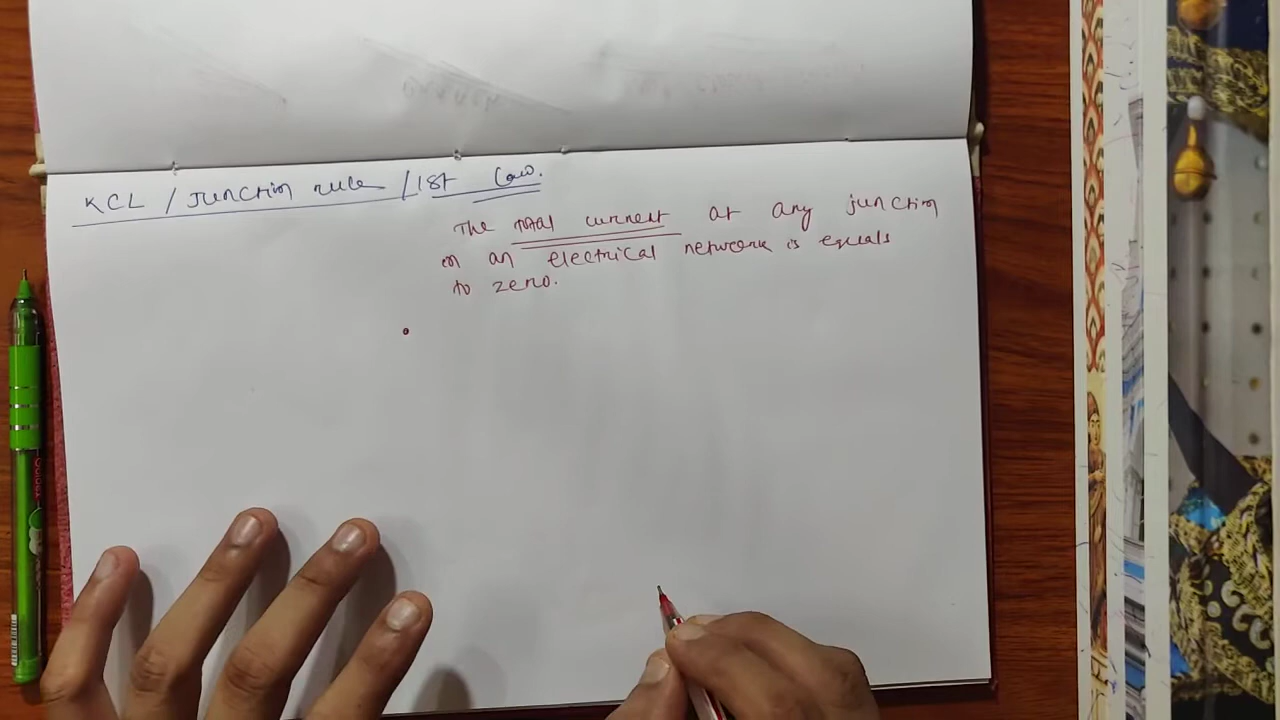 KCL / Junction rule / 1st Law.
The total current at any junction
in an electrical network is equals
to zero.